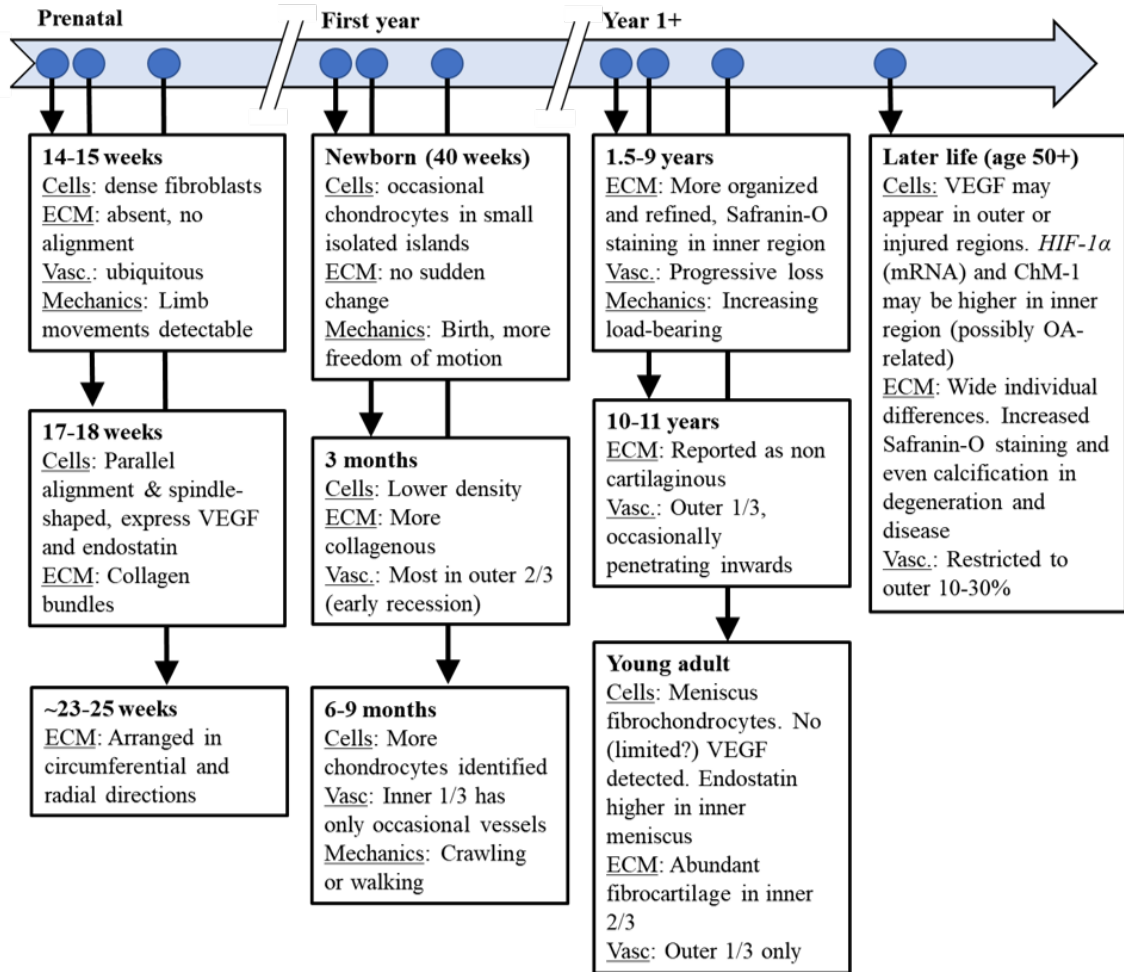 Prenatal
First year
Year 1+
14-15 weeks
Cells: dense fibroblasts
ECM: absent, no
alignment
Vasc.: ubiquitous
Mechanics: Limb
movements detectable
17-18 weeks
Cells: Parallel
alignment & spindle-
shaped, express VEGF
and endostatin
ECM: Collagen
bundles
~23-25 weeks
ECM: Arranged in
circumferential and
radial directions
Newborn (40 weeks)
Cells: occasional
chondrocytes in small
isolated islands
ECM: no sudden
change
Mechanics: Birth, more
freedom of motion
3 months
Cells: Lower density
ECM: More
collagenous
Vasc.: Most in outer 2/3
(early recession)
6-9 months
Cells: More
chondrocytes identified
Vasc: Inner 1/3 has
only occasional vessels
Mechanics: Crawling
or walking
1.5-9 years
ECM: More organized
and refined, Safranin-O
staining in inner region
Vasc.: Progressive loss
Mechanics: Increasing
load-bearing
10-11 years
ECM: Reported as non
cartilaginous
Vasc.: Outer 1/3,
occasionally
penetrating inwards
Young adult
Cells: Meniscus
fibrochondrocytes. No
(limited?) VEGF
detected. Endostatin
higher in inner
meniscus
ECM: Abundant
fibrocartilage in inner
2/3
Vasc: Outer 1/3 only
Later life (age 50+)
Cells: VEGF may
appear in outer or
injured regions. HIF-1α
(mRNA) and ChM-1
may be higher in inner
region (possibly OA-
related)
ECM: Wide individual
differences. Increased
Safranin-O staining and
even calcification in
degeneration and
disease
Vasc.: Restricted to
outer 10-30%